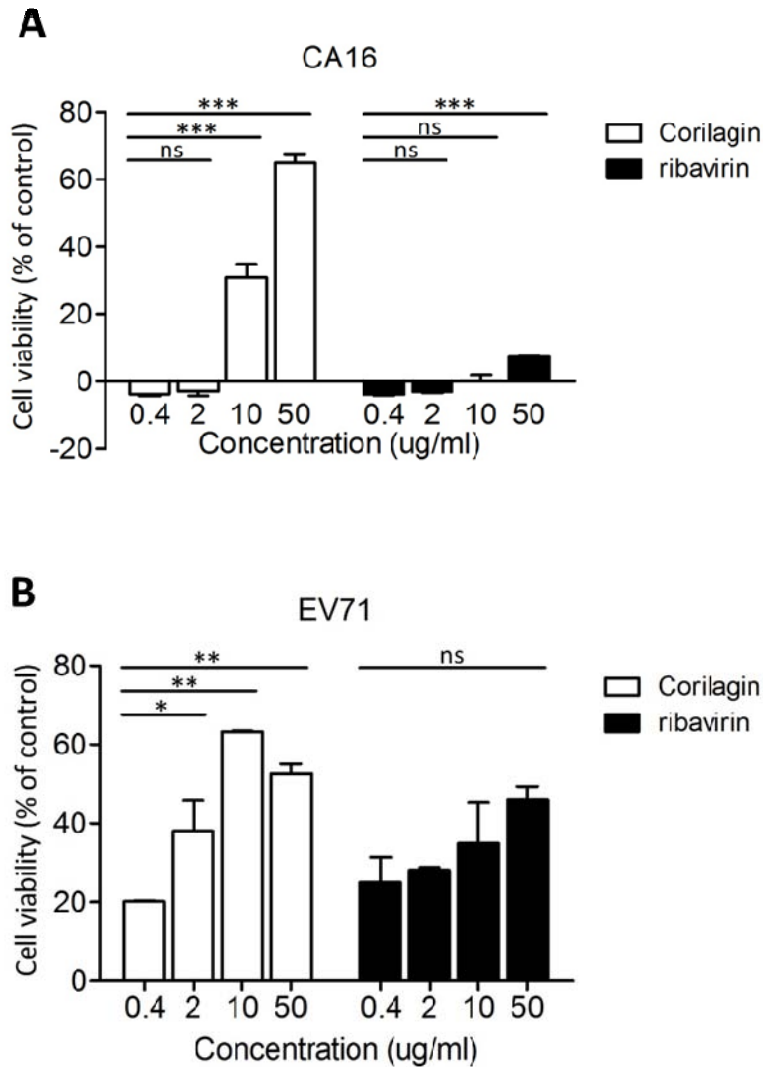 A
CA16
Cell viability (% of control)
80
60
40
20
0
-20
***
***
ns
***
ns
ns
Corilagin
ribavirin
0.4 2 10 50 0.4 2 10 50
Concentration (ug/ml)
B
EV71
Cell viability (% of control)
80
60
40
20
0
**
**
*
ns
Corilagin
ribavirin
0.4 2 10 50 0.4 2 10 50
Concentration (ug/ml)